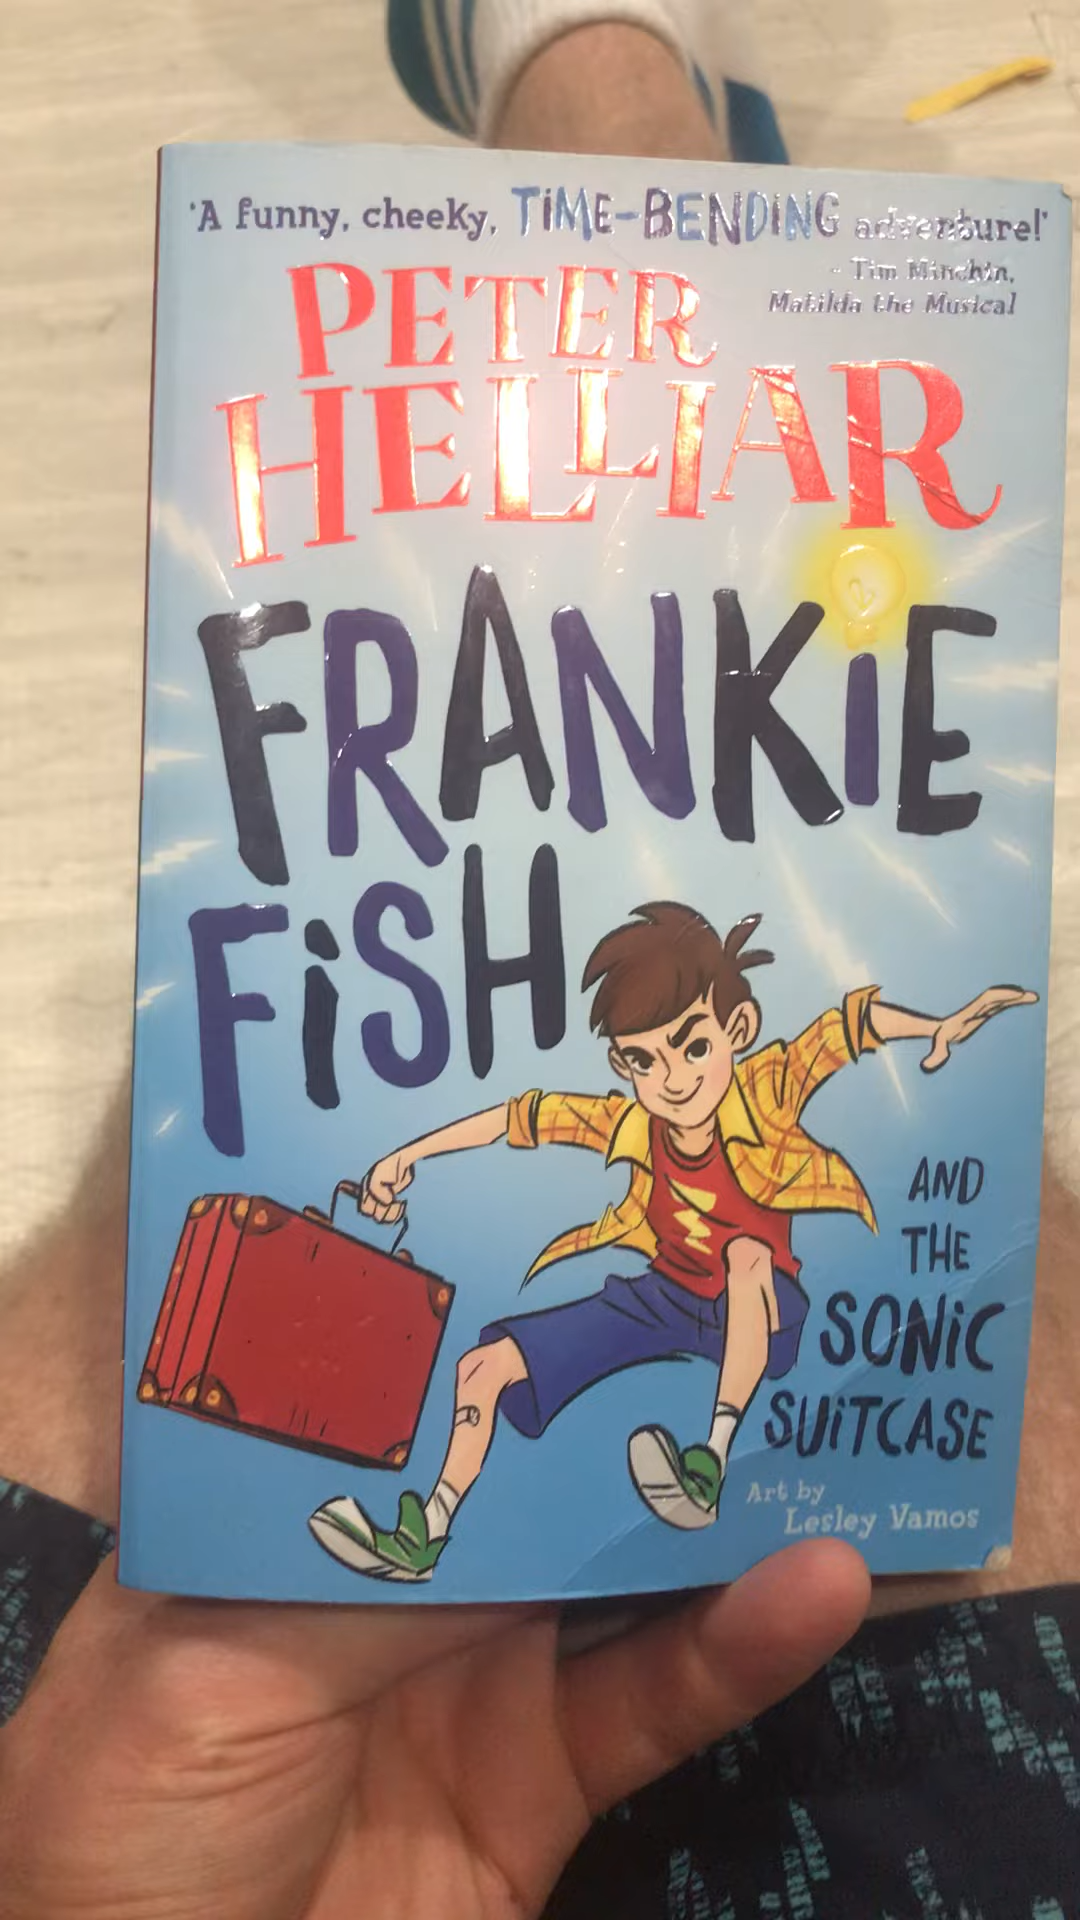 'A funny, cheeky, TiME-BENDING adventure!'
- Tim Minchin,
Matilda the Musical
PETER
HELLIAR
FRANKiE
FiSH
AND
THE
SONiC
SUiTCASE
Art by
Lesley Vamos